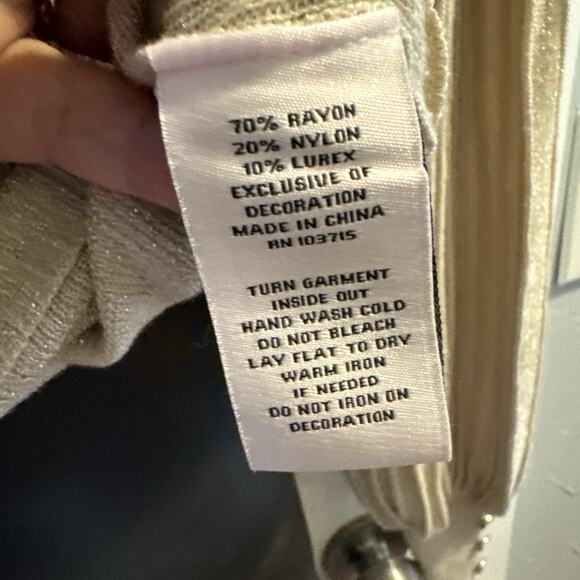 70% RAYON
20% NYLON
10% LUREX
EXCLUSIVE OF
DECORATION
MADE IN CHINA
RN 103715
TURN GARMENT
INSIDE OUT
HAND WASH COLD
DO NOT BLEACH
LAY FLAT TO DRY
WARM IRON
IF NEEDED
DO NOT IRON ON
DECORATION